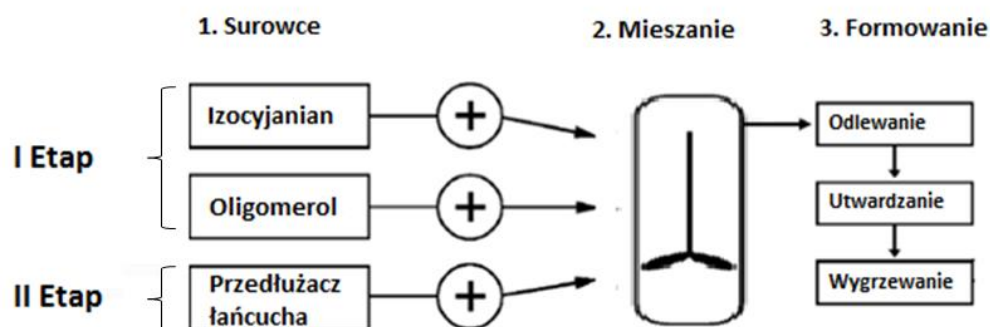 1. Surowce
2. Mieszanie
3. Formowanie
I Etap
Izocyjanian
Oligomerol
II Etap
Przedłużacz
łańcucha
Odlewanie
Utwardzanie
Wygrzewanie